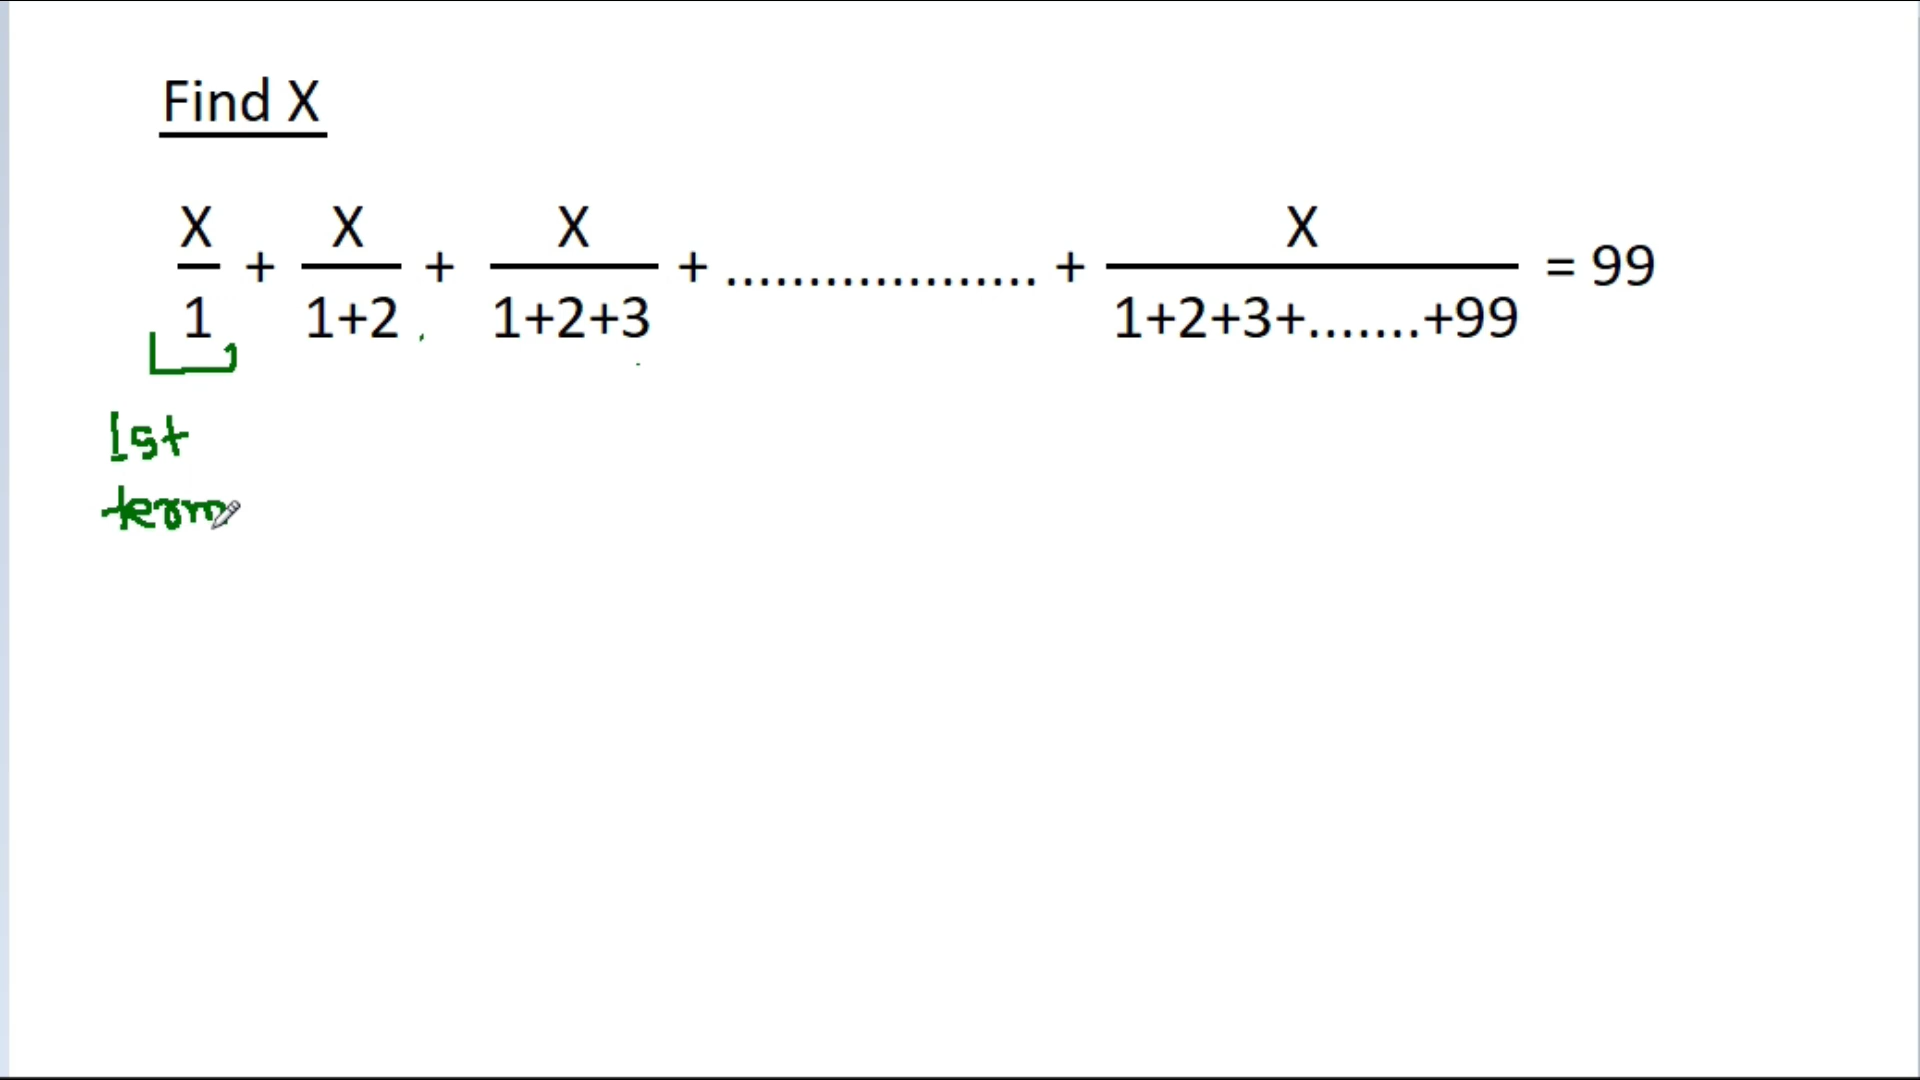 Find X
X/1 + X/1+2 + X/1+2+3 + ................... + X/1+2+3+.......+99 = 99
1st
term